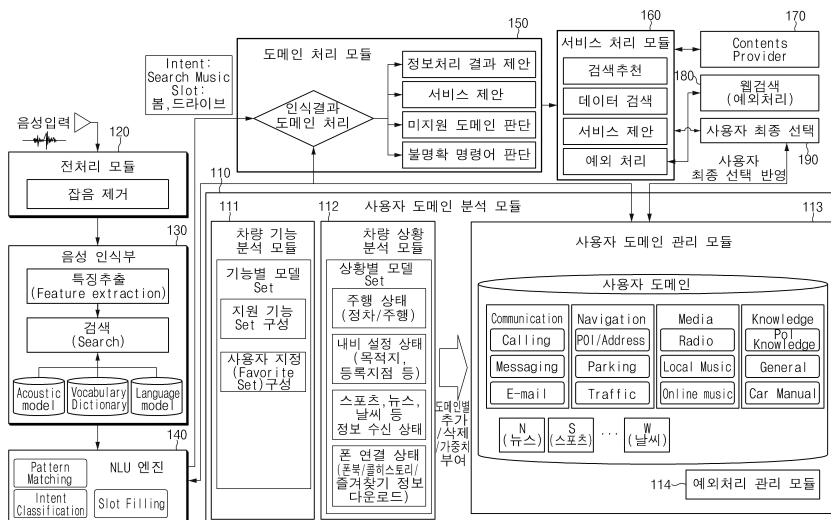 150
160
170
도메인 처리 모듈
서비스 처리 모듈
Contents
Provider
Intent:
Search Music
Slot:
봄,드라이브
정보처리 결과 제안
검색추천
180
웹검색
(예외처리)
인식결과
도메인 처리
서비스 제안
데이터 검색
음성입력
120
미지원 도메인 판단
서비스 제안
사용자 최종 선택
190
전처리 모듈
불명확 명령어 판단
예외 처리
사용자
최종 선택 반영
잡음 제거
110
사용자 도메인 분석 모듈
111
112
113
130
음성 인식부
특징추출
(Feature extraction)
검색
(Search)
Acoustic
model
Vocabulary
Dictionary
Language
model
140
Pattern
Matching
NLU 엔진
Intent
Classification
Slot Filling
차량 기능
분석 모듈
기능별 모델
Set
지원 기능
Set 구성
사용자 지정
(Favorite
Set)구성
차량 상황
분석 모듈
상황별 모델
Set
주행 상태
(정차/주행)
내비 설정 상태
(목적지,
등록지점 등)
스포츠,뉴스,
날씨 등
정보 수신 상태
폰 연결 상태
(폰북/콜히스토리/
즐겨찾기 정보
다운로드)
도메인별
추가
/삭제
/가중치
부여
사용자 도메인 관리 모듈
사용자 도메인
Communication
Calling
Messaging
E-mail
Navigation
POI/Address
Parking
Traffic
Media
Radio
Local Music
Online music
Knowledge
PoI
Knowledge
General
Car Manual
N
(뉴스)
S
(스포츠)
...
W
(날씨)
114
예외처리 관리 모듈